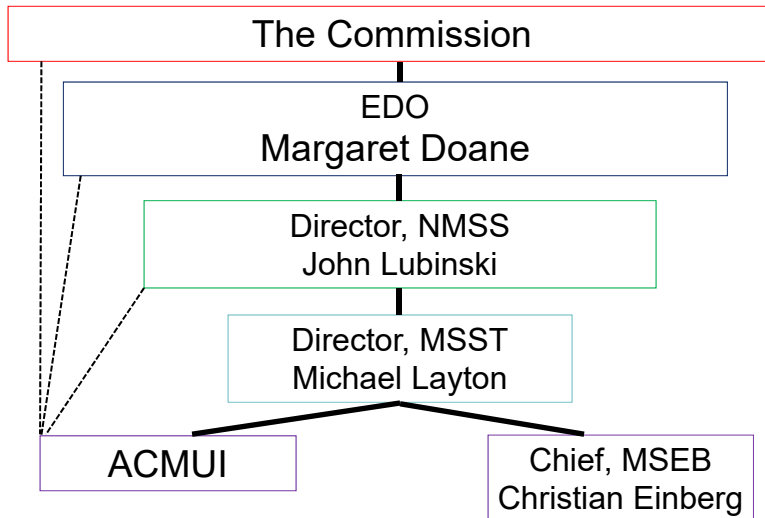 The Commission
EDO
Margaret Doane
Director, NMSS
John Lubinski
Director, MSST
Michael Layton
ACMUI
Chief, MSEB
Christian Einberg